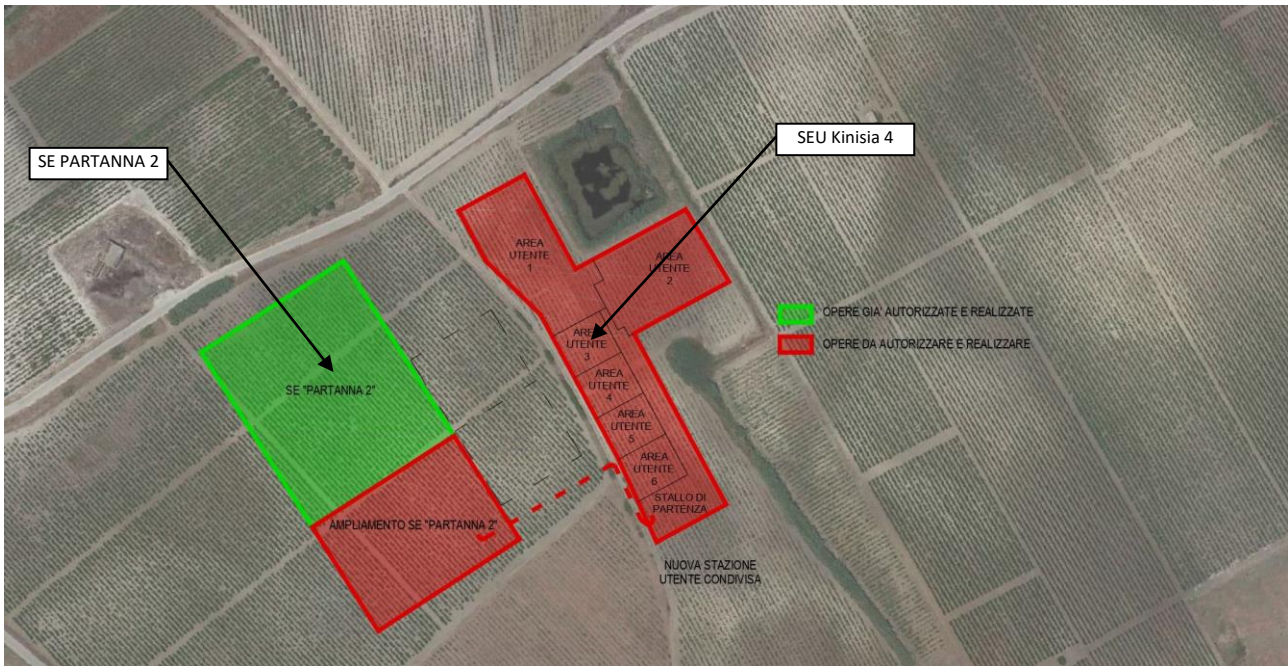 SE PARTANNA 2
SEU Kinisia 4
AREA
UTENTE
1
AREA
UTENTE
2
OPERE GIA' AUTORIZZATE E REALIZZATE
OPERE DA AUTORIZZARE E REALIZZARE
AREA
UTENTE
3
SE "PARTANNA 2"
AREA
UTENTE
4
AREA
UTENTE
5
AREA
UTENTE
6
STALLO DI
PARTENZA
AMPLIAMENTO SE "PARTANNA 2"
NUOVA STAZIONE
UTENTE CONDIVISA